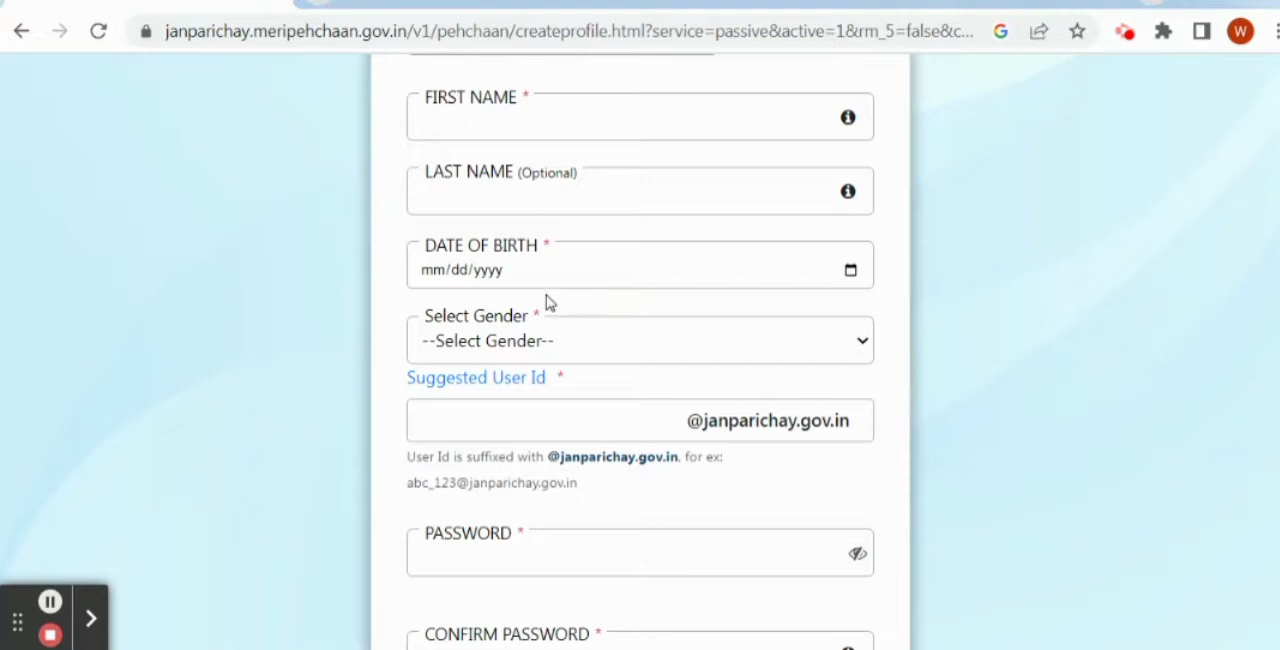 janparichay.meripehchaan.gov.in/v1/pehchaan/createprofile.html?service=passive&active=1&rm_5=false&c...
G
W
FIRST NAME *
LAST NAME (Optional)
DATE OF BIRTH *
mm/dd/yyyy
Select Gender *
--Select Gender--
Suggested User Id *
@janparichay.gov.in
User Id is suffixed with @janparichay.gov.in, for ex:
abc_123@janparichay.gov.in
PASSWORD *
CONFIRM PASSWORD *